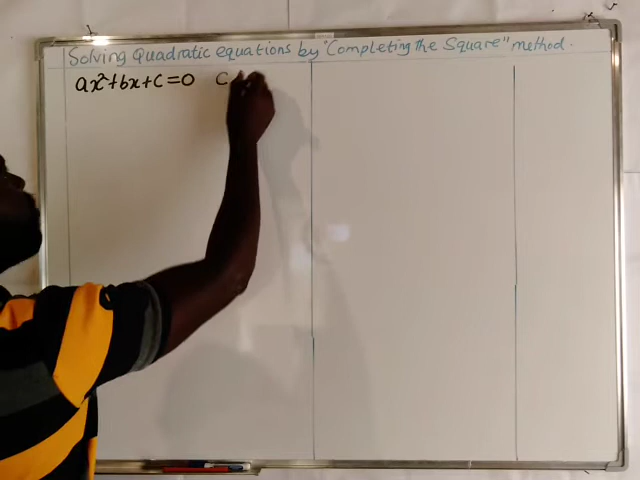 Solving Quadratic equations by "Completing the Square" method.
ax²+bx+c=0 C